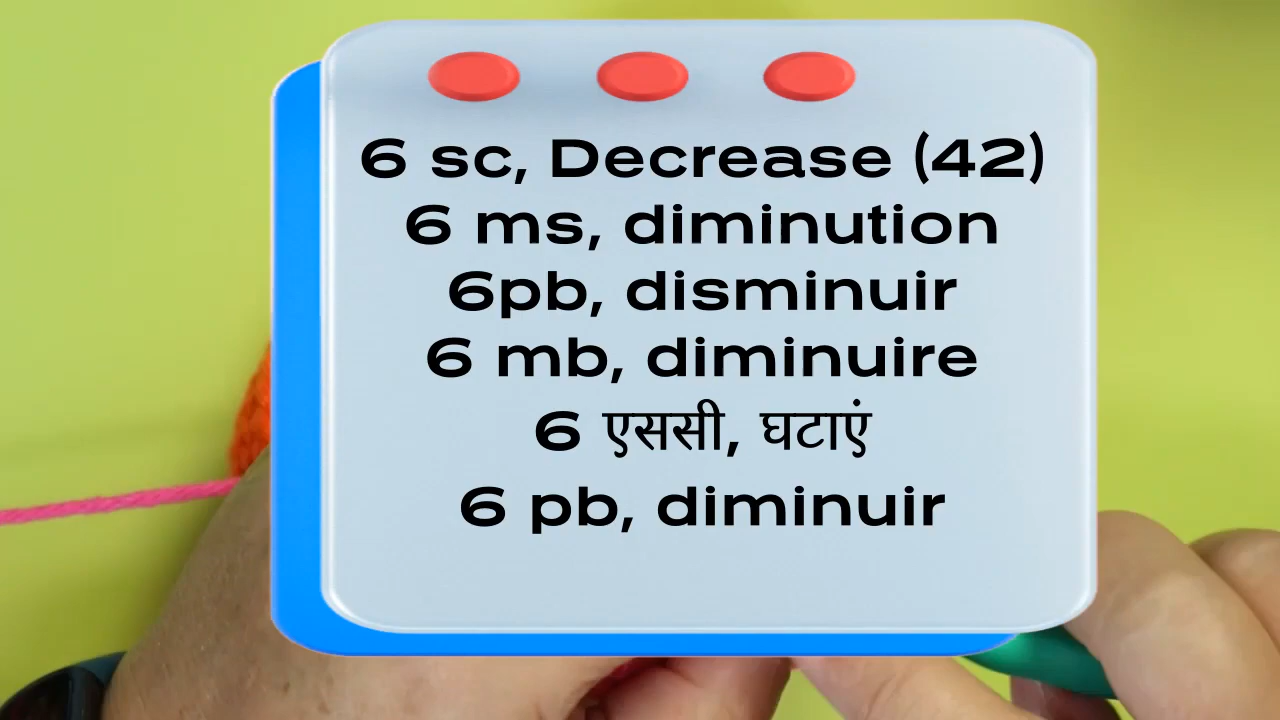 6 sc, Decrease (42)
6 ms, diminution
6pb, disminuir
6 mb, diminuire
6 एससी, घटाएं
6 pb, diminuir